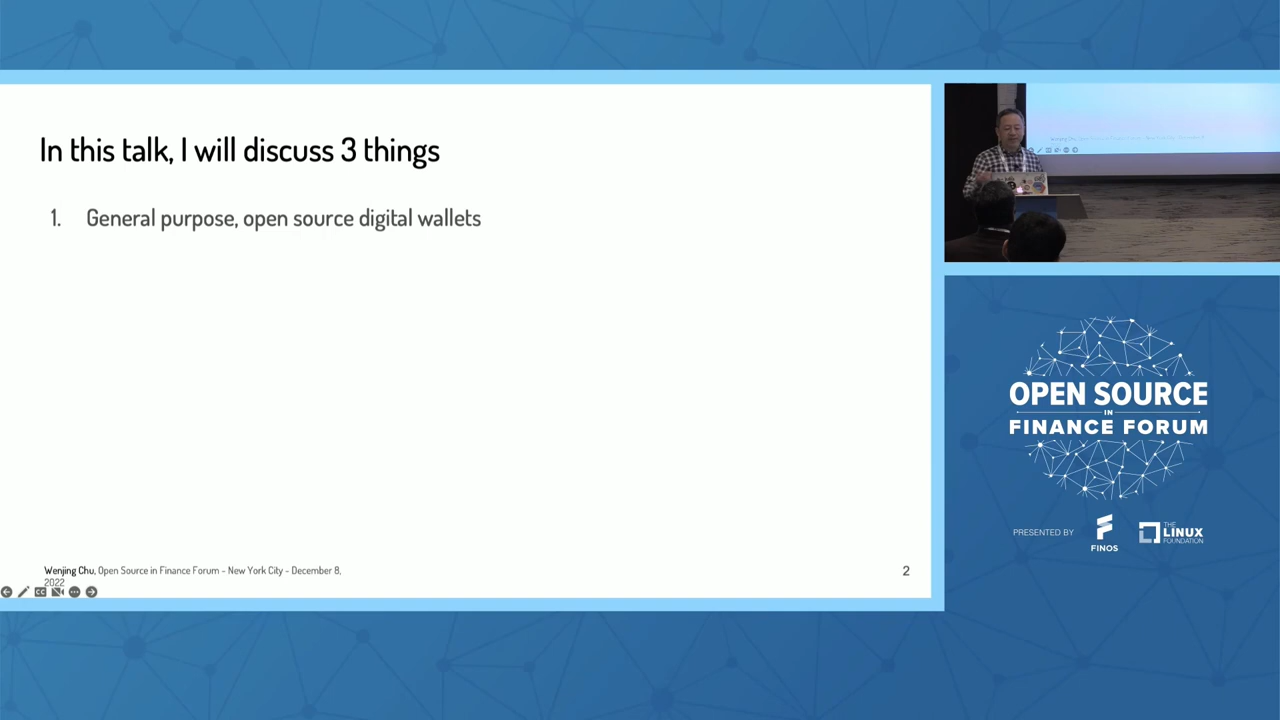 In this talk, I will discuss 3 things
1. General purpose, open source digital wallets
Wenjing Chu, Open Source in Finance Forum - New York City - December 8,
2022
2
OPEN SOURCE
IN
FINANCE FORUM
PRESENTED BY
FINOS
THE
LINUX
FOUNDATION